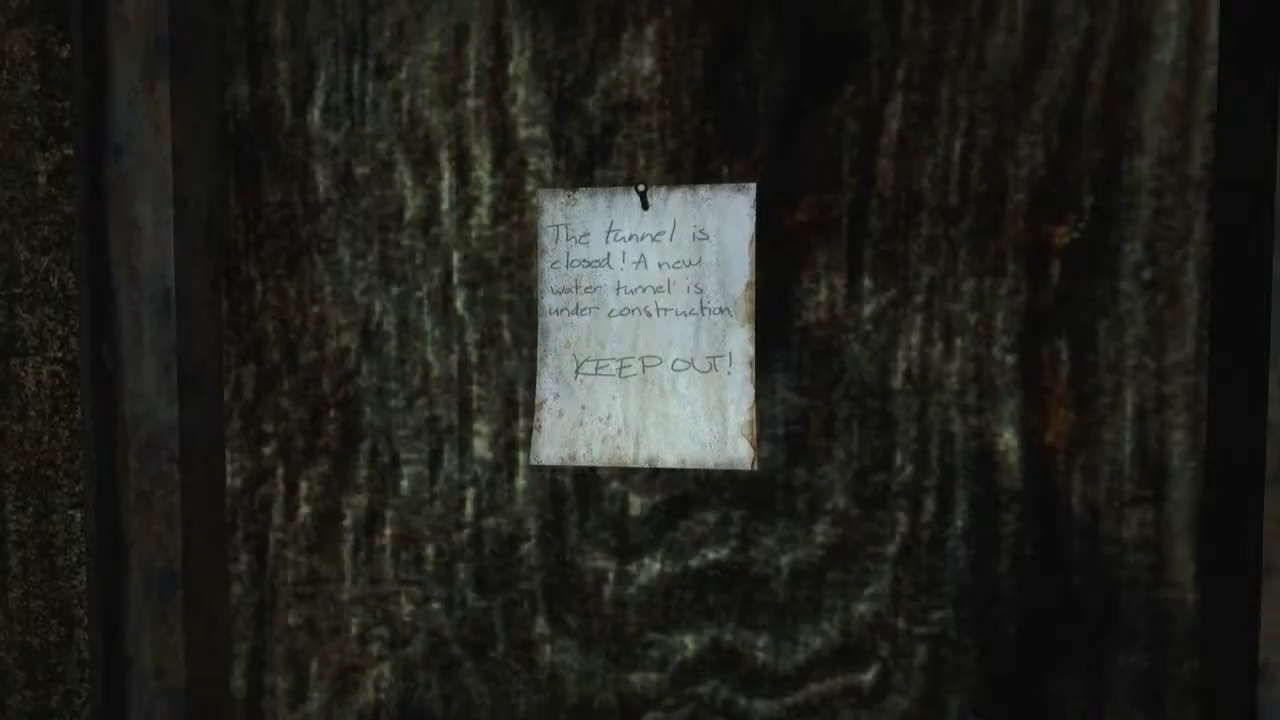 The tunnel is
closed! A new
water tunnel is
under construction
KEEP OUT!